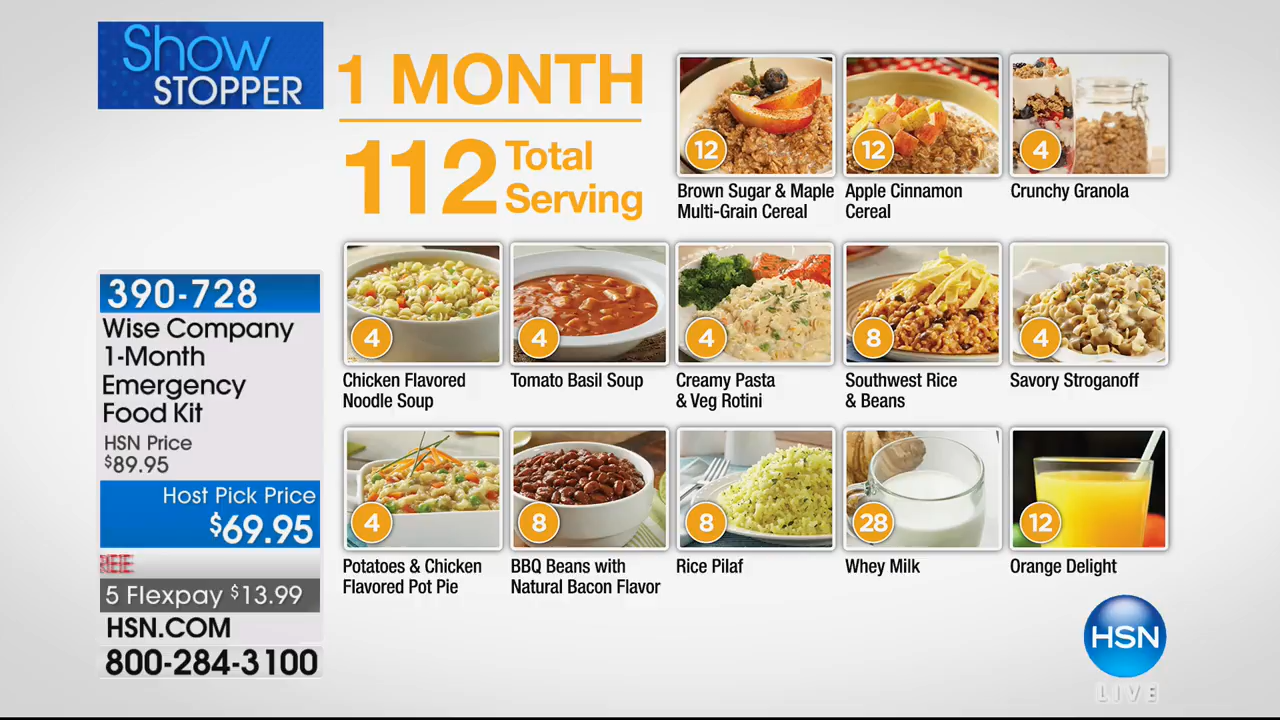 Show
STOPPER
1 MONTH
112 Total
Serving
12
Brown Sugar & Maple
Multi-Grain Cereal
12
Apple Cinnamon
Cereal
4
Crunchy Granola
4
Chicken Flavored
Noodle Soup
4
Tomato Basil Soup
4
Creamy Pasta
& Veg Rotini
8
Southwest Rice
& Beans
4
Savory Stroganoff
4
Potatoes & Chicken
Flavored Pot Pie
8
BBQ Beans with
Natural Bacon Flavor
8
Rice Pilaf
28
Whey Milk
12
Orange Delight
390-728
Wise Company
1-Month
Emergency
Food Kit
HSN Price
$89.95
Host Pick Price
$69.95
5 Flexpay $13.99
HSN.COM
800-284-3100
HSN
LIVE